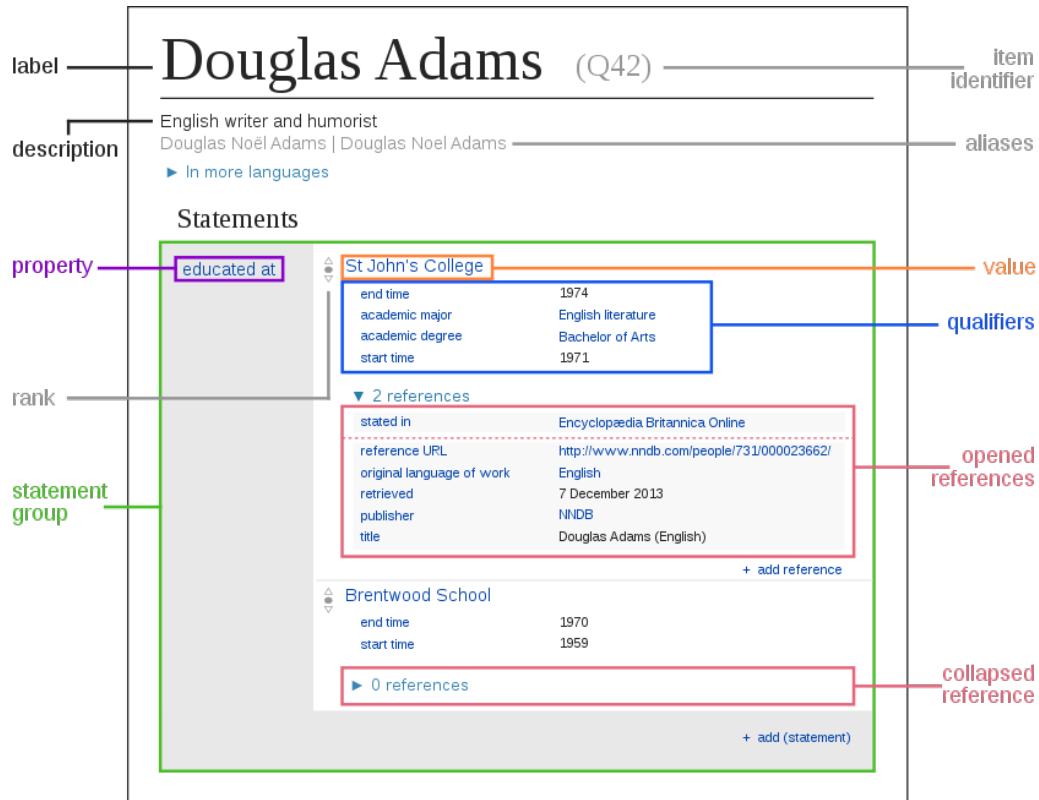 label
Douglas Adams (Q42)
item
identifier
description
English writer and humorist
Douglas Noël Adams | Douglas Noel Adams
aliases
► In more languages
Statements
property
educated at
St John's College
value
end time 1974
academic major English literature
academic degree Bachelor of Arts
start time 1971
qualifiers
rank
▼ 2 references
stated in Encyclopædia Britannica Online
reference URL http://www.nndb.com/people/731/000023662/
original language of work English
retrieved 7 December 2013
publisher NNDB
title Douglas Adams (English)
opened
references
statement
group
+ add reference
Brentwood School
end time 1970
start time 1959
► 0 references
collapsed
reference
+ add (statement)